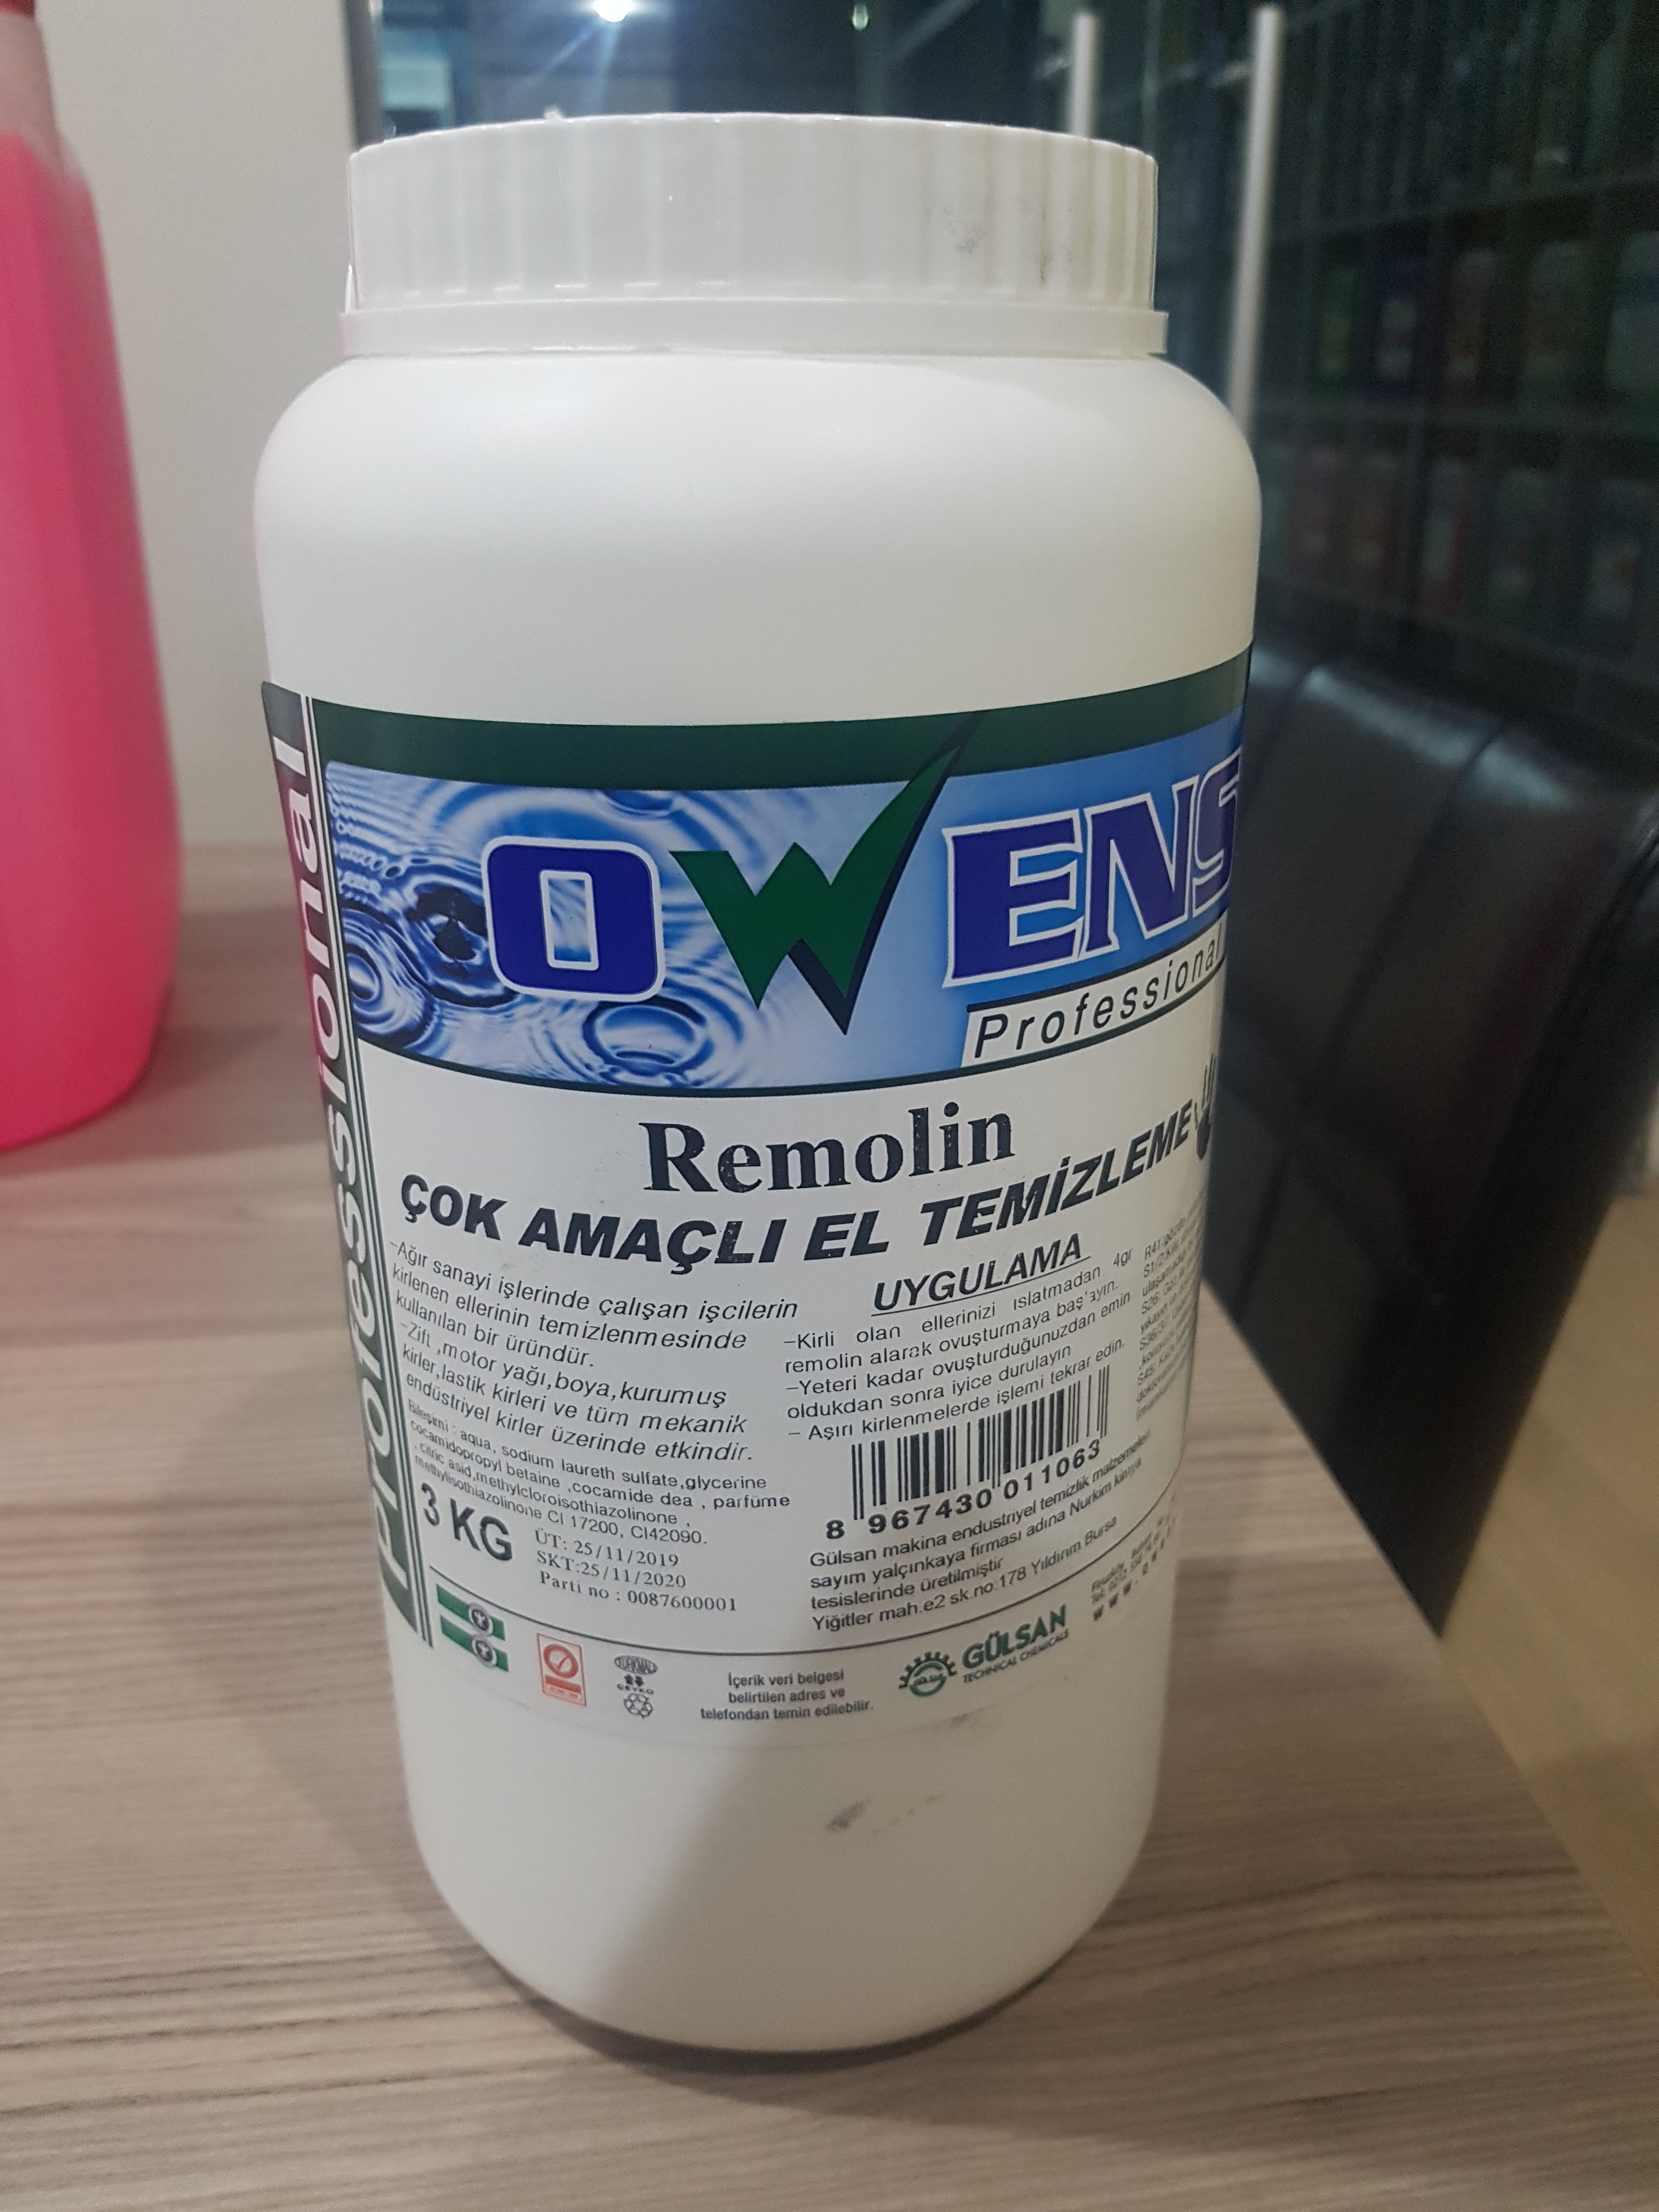 Professional
OWENS
Professional
Remolin
ÇOK AMAÇLI EL TEMİZLEME
-Ağır sanayi işlerinde çalışan işcilerin
kirlenen ellerinin temizlenmesinde
kullanılan bir üründür.
-Zift ,motor yağı,boya,kurumuş
kirler,lastik kirleri ve tüm mekanik
endüstriyel kirler üzerinde etkindir.
Bileşimi : aqua, sodium laureth sulfate,glycerine
cocamidopropyl betaine ,cocamide dea , parfüme
, citric asid,methylcloroisothiazolinone ,
methylisothiazolinone CI 17200, CI42090.
3 KG
ÜT: 25/11/2019
SKT:25/11/2020
Parti no : 0087600001
UYGULAMA
-Kirli olan ellerinizi ıslatmadan 4gr
remolin alarak ovuşturmaya başlayın.
-Yeteri kadar ovuşturduğunuzdan emin
oldukdan sonra iyice durulayın
- Aşırı kirlenmelerde işlemi tekrar edin.
8 967430 011063
Gülsan makina endustriyel temizlik malzemeleri
sayım yalçınkaya firması adına Nurkim kimya
tesislerinde üretilmiştir
Yiğitler mah.e2 sk.no:178 Yıldırım Bursa
İçerik veri belgesi
belirtilen adres ve
telefondan temin edilebilir.
GÜLSAN
TECHNICAL CHEMICALS
ÇEVKO